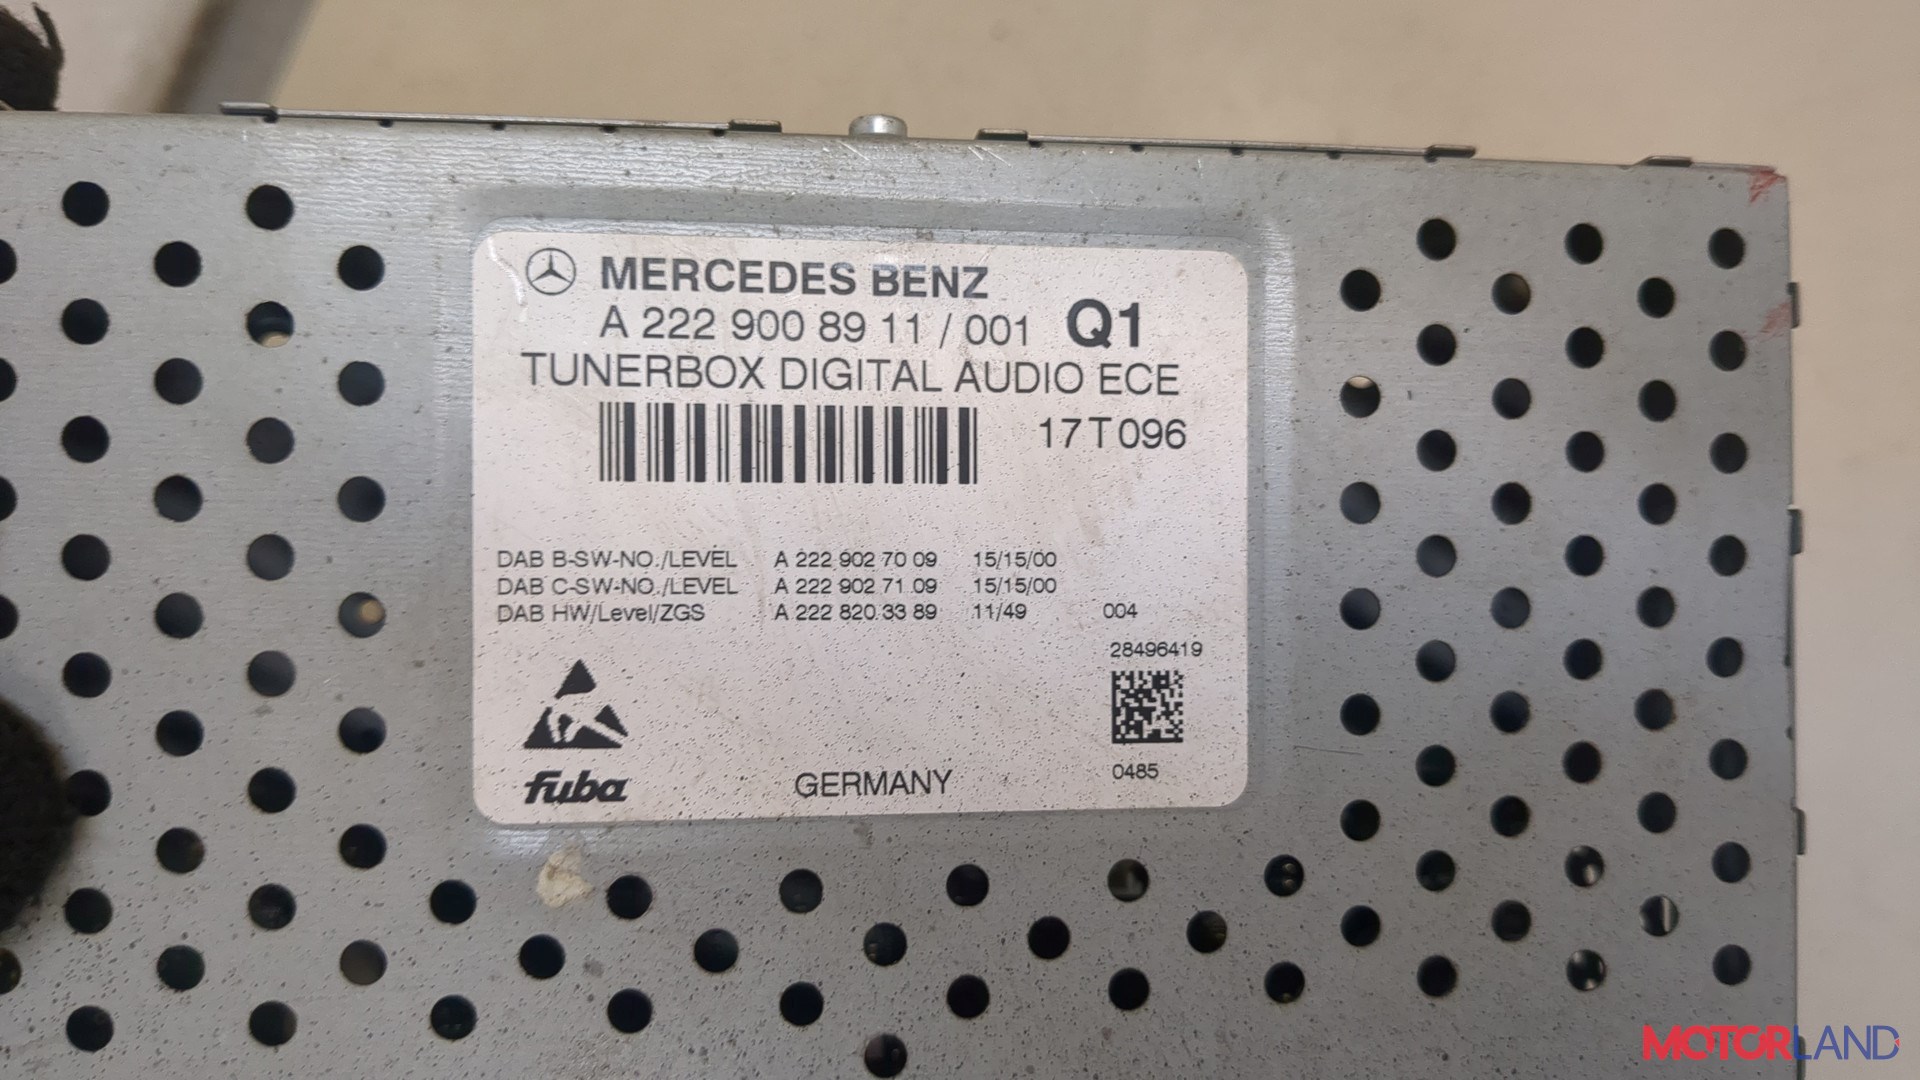 MERCEDES BENZ
A 222 900 89 11 / 001 Q1
TUNERBOX DIGITAL AUDIO ECE
17T096
DAB B-SW-NO./LEVEL A 222 902 70 09 15/15/00
DAB C-SW-NO./LEVEL A 222 902 71 09 15/15/00
DAB HW/Level/ZGS A 222 820 33 89 11/49 004
28496419
fuba GERMANY 0485
MOTORLAND